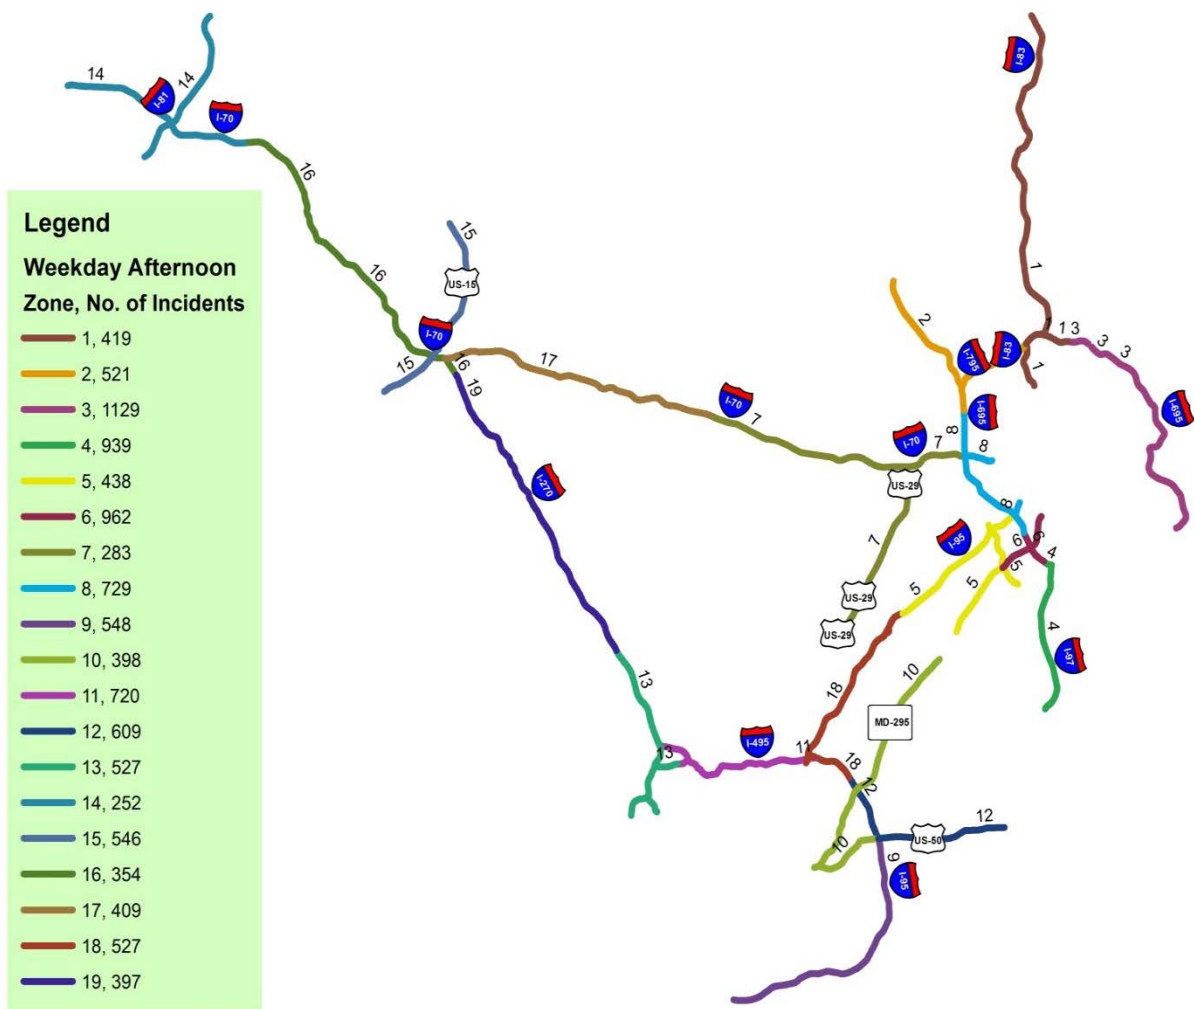 14
14
I-81
I-70
I-83
16
Legend
Weekday Afternoon
Zone, No. of Incidents
1, 419
2, 521
3, 1129
4, 939
5, 438
6, 962
7, 283
8, 729
9, 548
10, 398
11, 720
12, 609
13, 527
14, 252
15, 546
16, 354
17, 409
18, 527
19, 397
15
16
US-15
1
I-70
2
1
1
3
3
3
I-795
I-83
15
16
17
19
1
I-70
7
I-695
I-695
8
I-70
7
8
I-270
US-29
8
I-95
6
6
4
7
5
5
5
US-29
4
US-29
I-97
13
10
18
MD-295
I-495
11
13
18
12
12
US-50
10
9
I-95